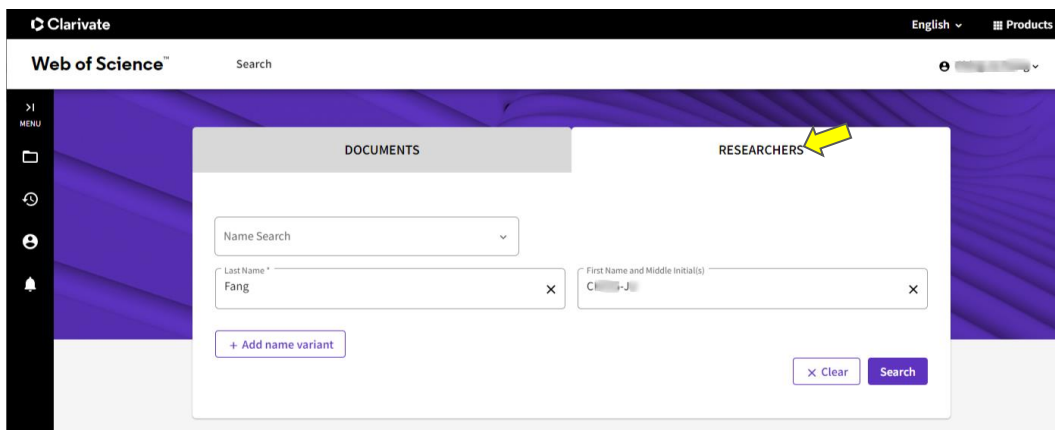 Clarivate
English
Products
Web of Science™
Search
MENU
DOCUMENTS
RESEARCHERS
Name Search
Last Name *
Fang
First Name and Middle Initial(s)
+ Add name variant
× Clear
Search